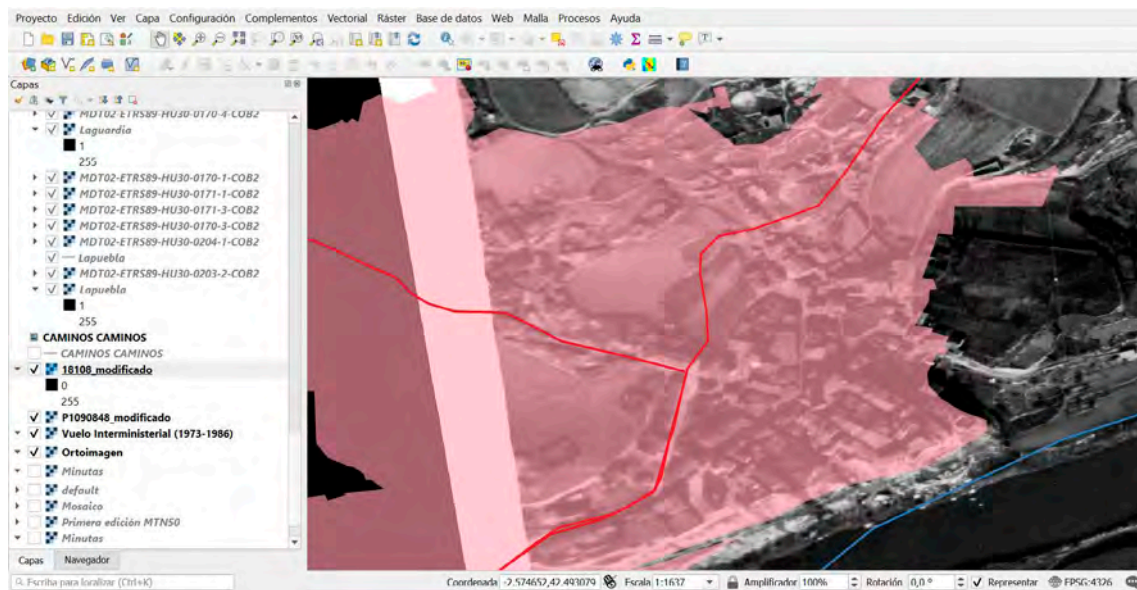 Proyecto Edición Ver Capa Configuración Complementos Vectorial Ráster Base de datos Web Malla Procesos Ayuda
Capas
MDT02-ETRS89-HU30-0170-4-COB2
Laguardia
1
255
MDT02-ETRS89-HU30-0170-1-COB2
MDT02-ETRS89-HU30-0171-1-COB2
MDT02-ETRS89-HU30-0171-3-COB2
MDT02-ETRS89-HU30-0170-3-COB2
MDT02-ETRS89-HU30-0204-1-COB2
Lapuebla
MDT02-ETRS89-HU30-0203-2-COB2
Lapuebla
1
255
CAMINOS CAMINOS
CAMINOS CAMINOS
18108_modificado
0
255
P1090848_modificado
Vuelo Interministerial (1973-1986)
Ortoimagen
Minutas
default
Mosaico
Primera edición MTN50
Minutas
Capas Navegador
Escriba para localizar (Ctrl+K) Coordenada -2.574652,42.493079 Escala 1:1637 Amplificador 100% Rotación 0,0 ° Representar EPSG:4326